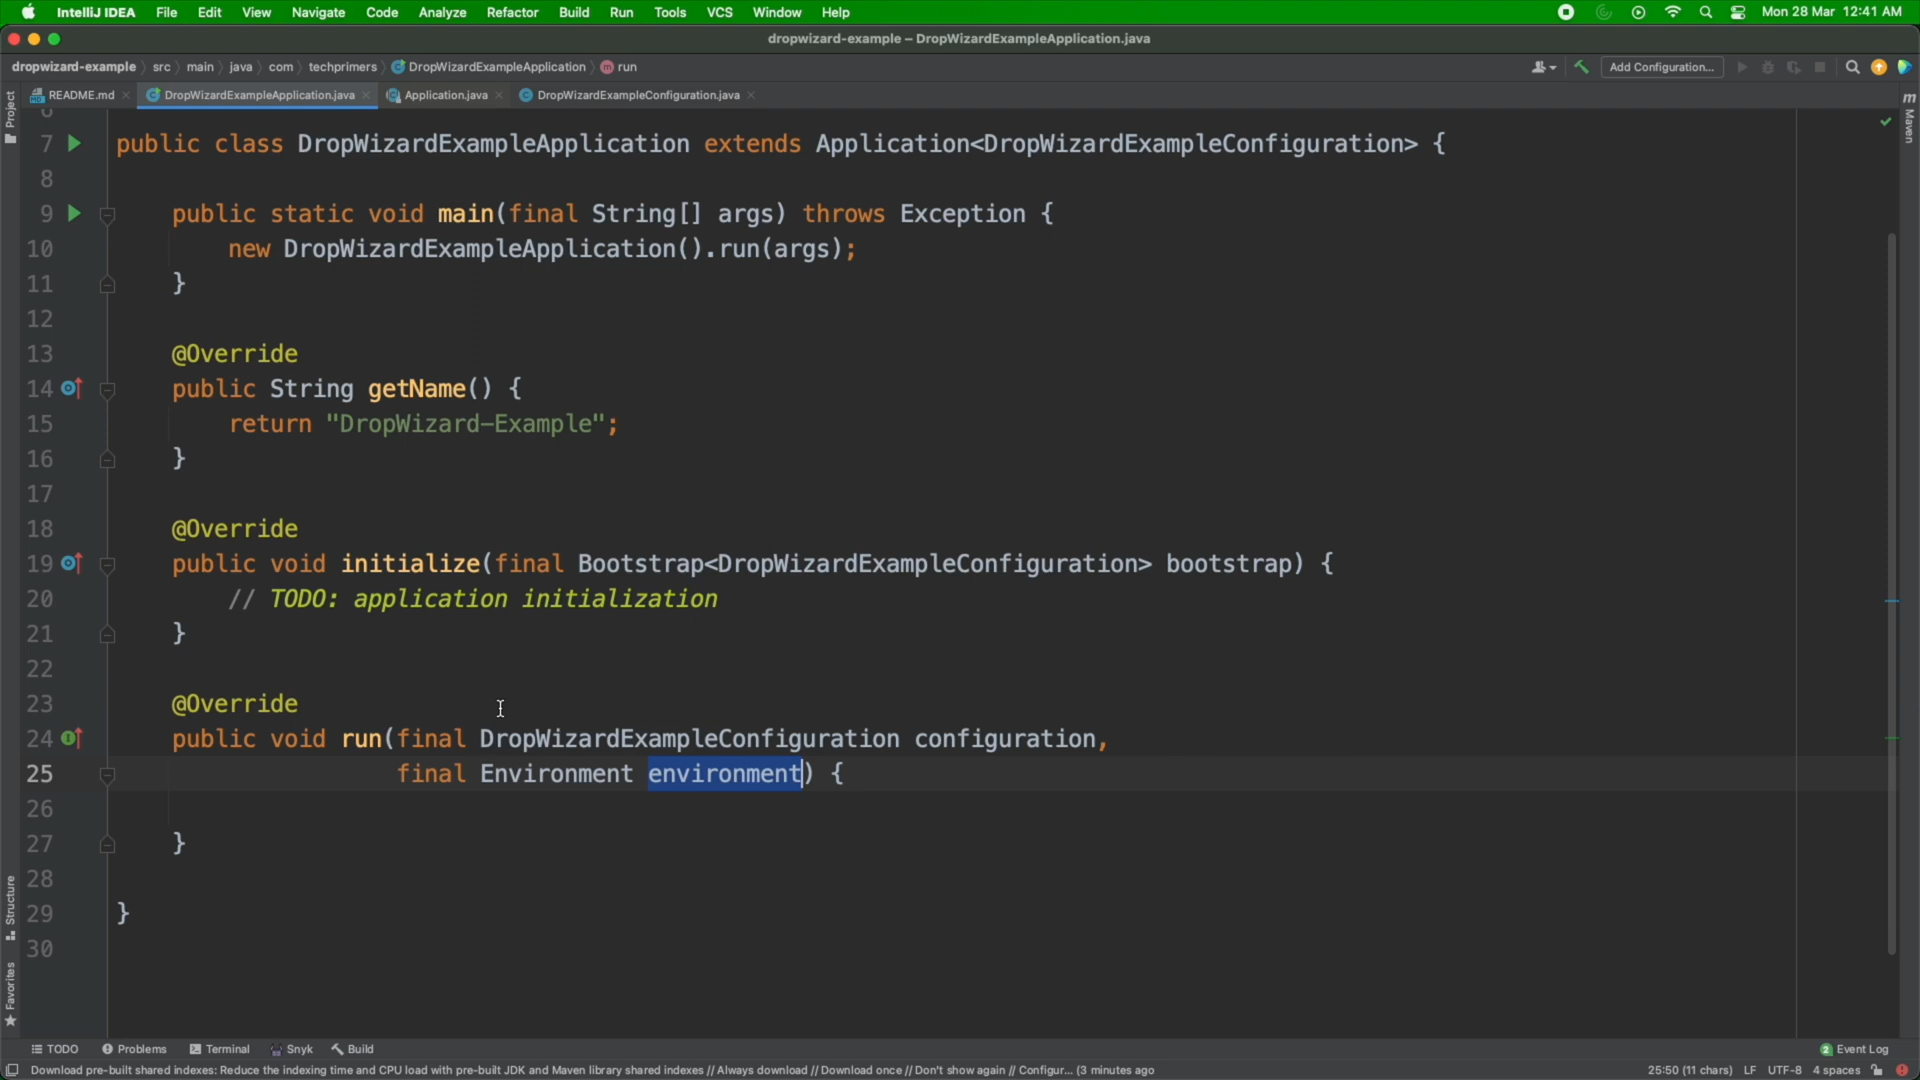 IntelliJ IDEA File Edit View Navigate Code Analyze Refactor Build Run Tools VCS Window Help Mon 28 Mar 12:41 AM
dropwizard-example – DropWizardExampleApplication.java
dropwizard-example src main java com techprimers DropWizardExampleApplication run Add Configuration...
Project README.md DropWizardExampleApplication.java Application.java DropWizardExampleConfiguration.java
Maven
7 public class DropWizardExampleApplication extends Application<DropWizardExampleConfiguration> {
8
9 public static void main(final String[] args) throws Exception {
10 new DropWizardExampleApplication().run(args);
11 }
12
13 @Override
14 public String getName() {
15 return "DropWizard-Example";
16 }
17
18 @Override
19 public void initialize(final Bootstrap<DropWizardExampleConfiguration> bootstrap) {
20 // TODO: application initialization
21 }
22
23 @Override
24 public void run(final DropWizardExampleConfiguration configuration,
25 final Environment environment) {
26
27 }
28
29 }
30
Structure
Favorites
TODO Problems Terminal Snyk Build 2 Event Log
Download pre-built shared indexes: Reduce the indexing time and CPU load with pre-built JDK and Maven library shared indexes // Always download // Download once // Don't show again // Configur... (3 minutes ago 25:50 (11 chars) LF UTF-8 4 spaces